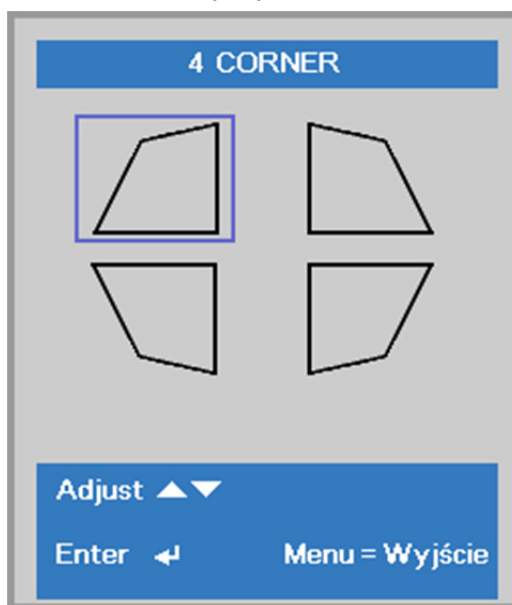 4 CORNER
Adjust ▲▼
Enter ↵
Menu = Wyjście